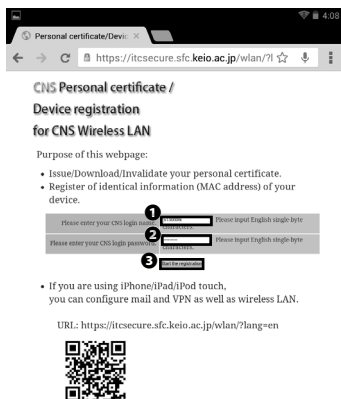 4:08
Personal certificate/Devic
https://itcsecure.sfc.keio.ac.jp/wlan/?l
CNS Personal certificate /
Device registration
for CNS Wireless LAN
Purpose of this webpage:
• Issue/Download/Invalidate your personal certificate.
• Register of identical information (MAC address) of your
device.
1
Please enter your CNS login name
Please input English single-byte
characters.
2
Please enter your CNS login password
Please input English single-byte
characters.
3
Start the registration
• If you are using iPhone/iPad/iPod touch,
you can configure mail and VPN as well as wireless LAN.
URL: https://itcsecure.sfc.keio.ac.jp/wlan/?lang=en